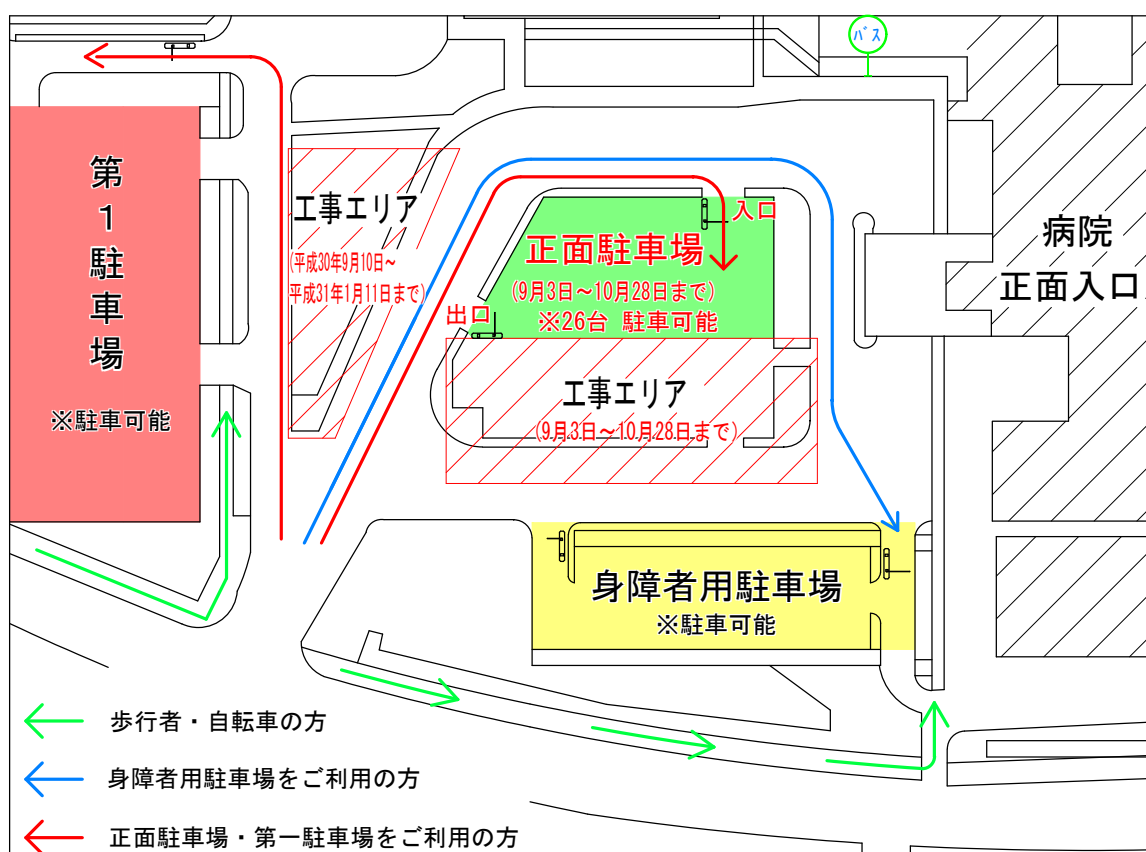 バス
第1駐車場
※駐車可能
工事エリア
(平成30年9月10日～
平成31年1月11日まで)
入口
正面駐車場
(9月3日～10月28日まで)
※26台 駐車可能
出口
工事エリア
(9月3日～10月28日まで)
病院
正面入口
身障者用駐車場
※駐車可能
歩行者・自転車の方
身障者用駐車場をご利用の方
正面駐車場・第一駐車場をご利用の方